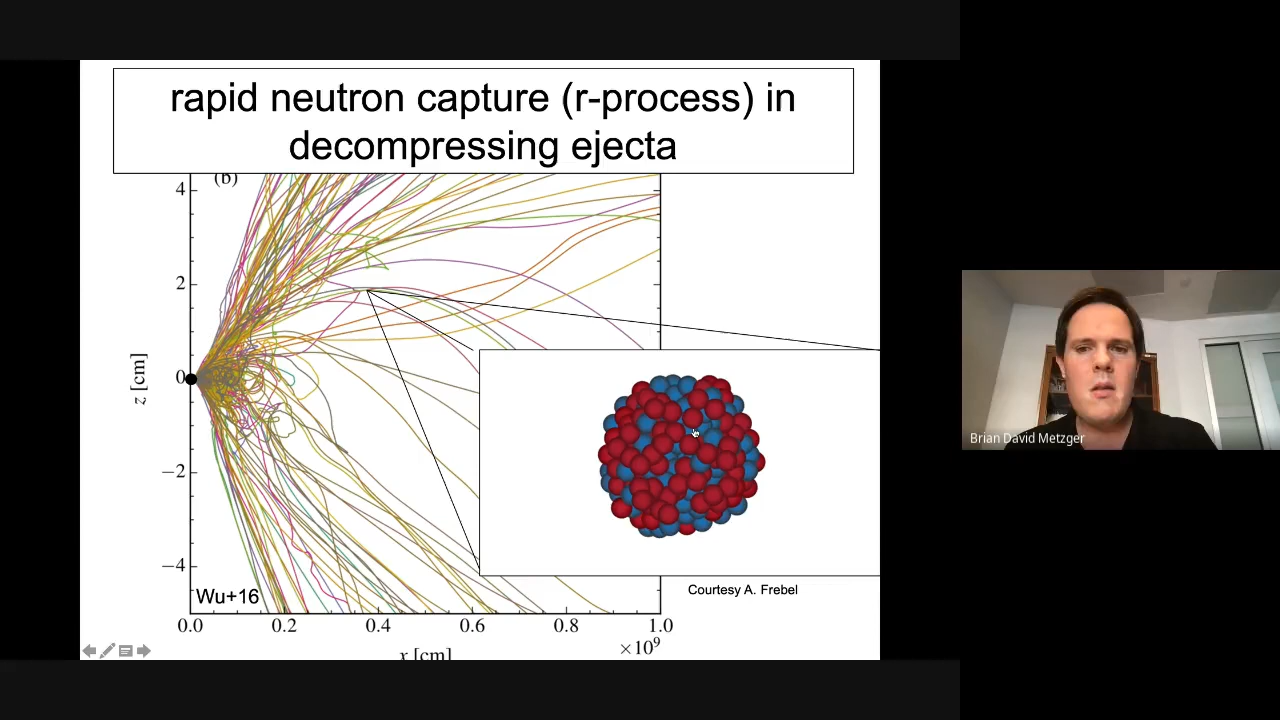 rapid neutron capture (r-process) in
decompressing ejecta
(b)
4
2
0
−2
−4
z [cm]
Wu+16
0.0 0.2 0.4 0.6 0.8 1.0
×10⁹
x [cm]
Courtesy A. Frebel
Brian David Metzger